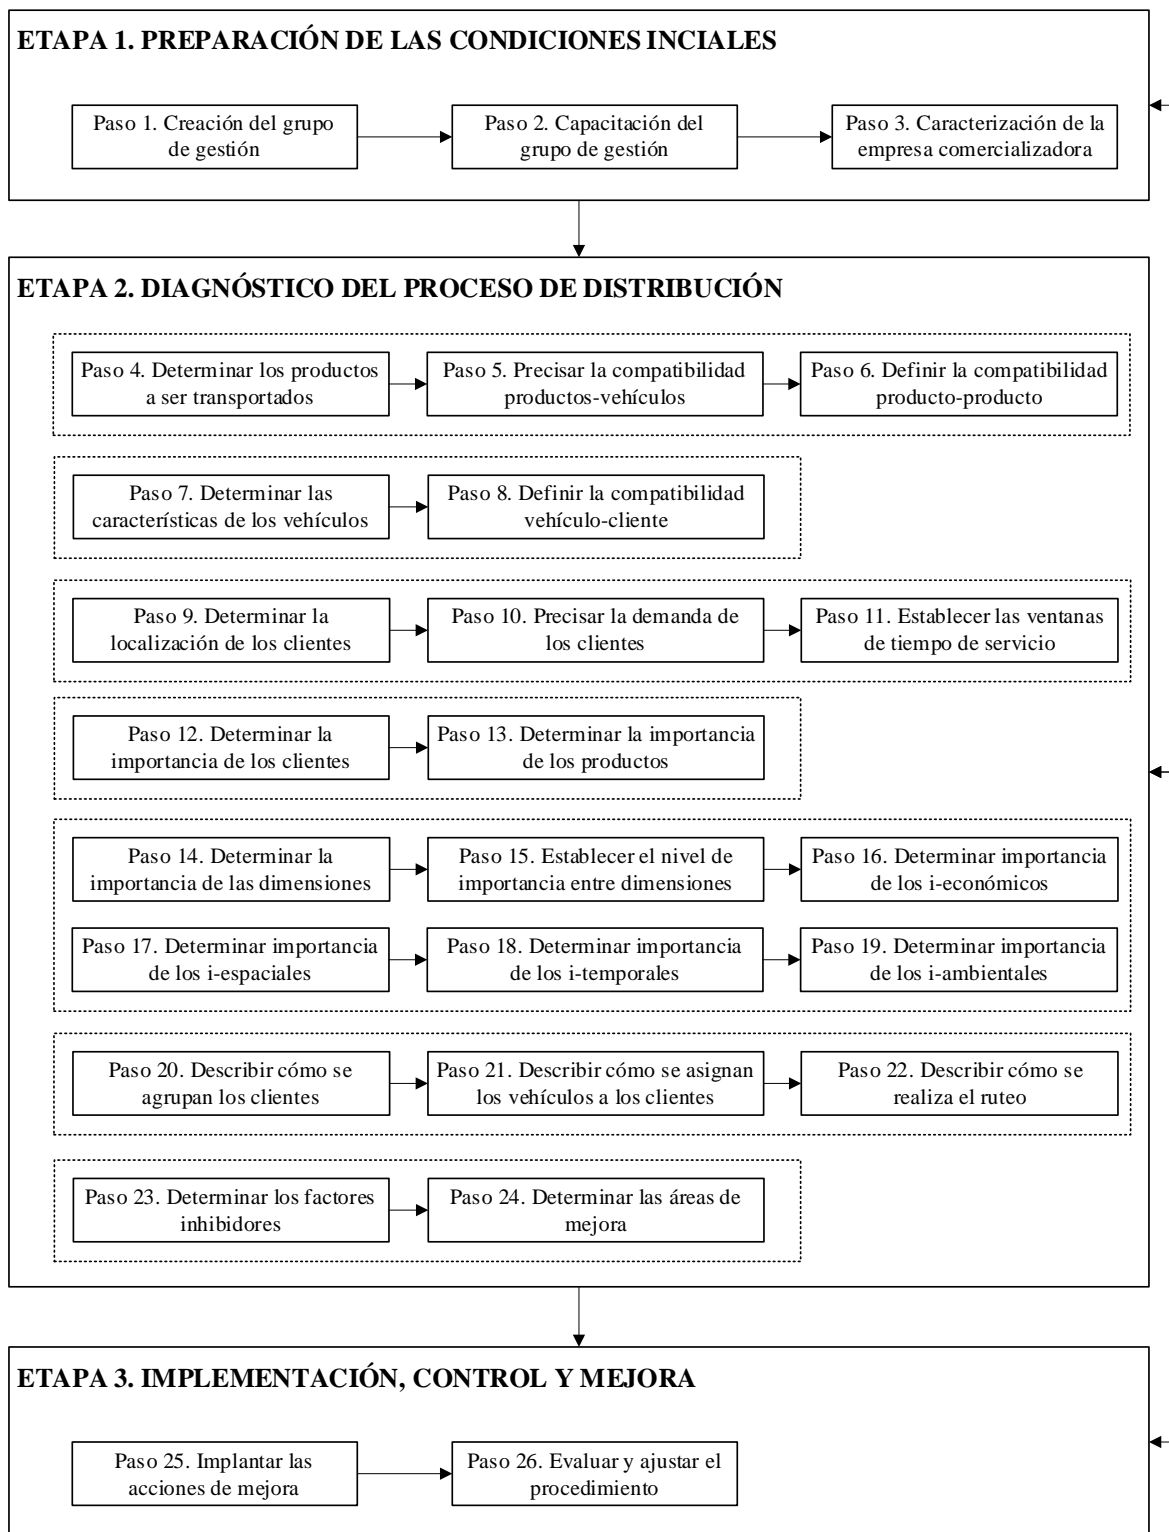 ETAPA 1. PREPARACIÓN DE LAS CONDICIONES INCIALES
Paso 1. Creación del grupo
de gestión
Paso 2. Capacitación del
grupo de gestión
Paso 3. Caracterización de la
empresa comercializadora
ETAPA 2. DIAGNÓSTICO DEL PROCESO DE DISTRIBUCIÓN
Paso 4. Determinar los productos
a ser transportados
Paso 5. Precisar la compatibilidad
productos-vehículos
Paso 6. Definir la compatibilidad
producto-producto
Paso 7. Determinar las
características de los vehículos
Paso 8. Definir la compatibilidad
vehículo-cliente
Paso 9. Determinar la
localización de los clientes
Paso 10. Precisar la demanda de
los clientes
Paso 11. Establecer las ventanas
de tiempo de servicio
Paso 12. Determinar la
importancia de los clientes
Paso 13. Determinar la importancia
de los productos
Paso 14. Determinar la
importancia de las dimensiones
Paso 15. Establecer el nivel de
importancia entre dimensiones
Paso 16. Determinar importancia
de los i-económicos
Paso 17. Determinar importancia
de los i-espaciales
Paso 18. Determinar importancia
de los i-temporales
Paso 19. Determinar importancia
de los i-ambientales
Paso 20. Describir cómo se
agrupan los clientes
Paso 21. Describir cómo se asignan
los vehículos a los clientes
Paso 22. Describir cómo se
realiza el ruteo
Paso 23. Determinar los factores
inhibidores
Paso 24. Determinar las áreas de
mejora
ETAPA 3. IMPLEMENTACIÓN, CONTROL Y MEJORA
Paso 25. Implantar las
acciones de mejora
Paso 26. Evaluar y ajustar el
procedimiento